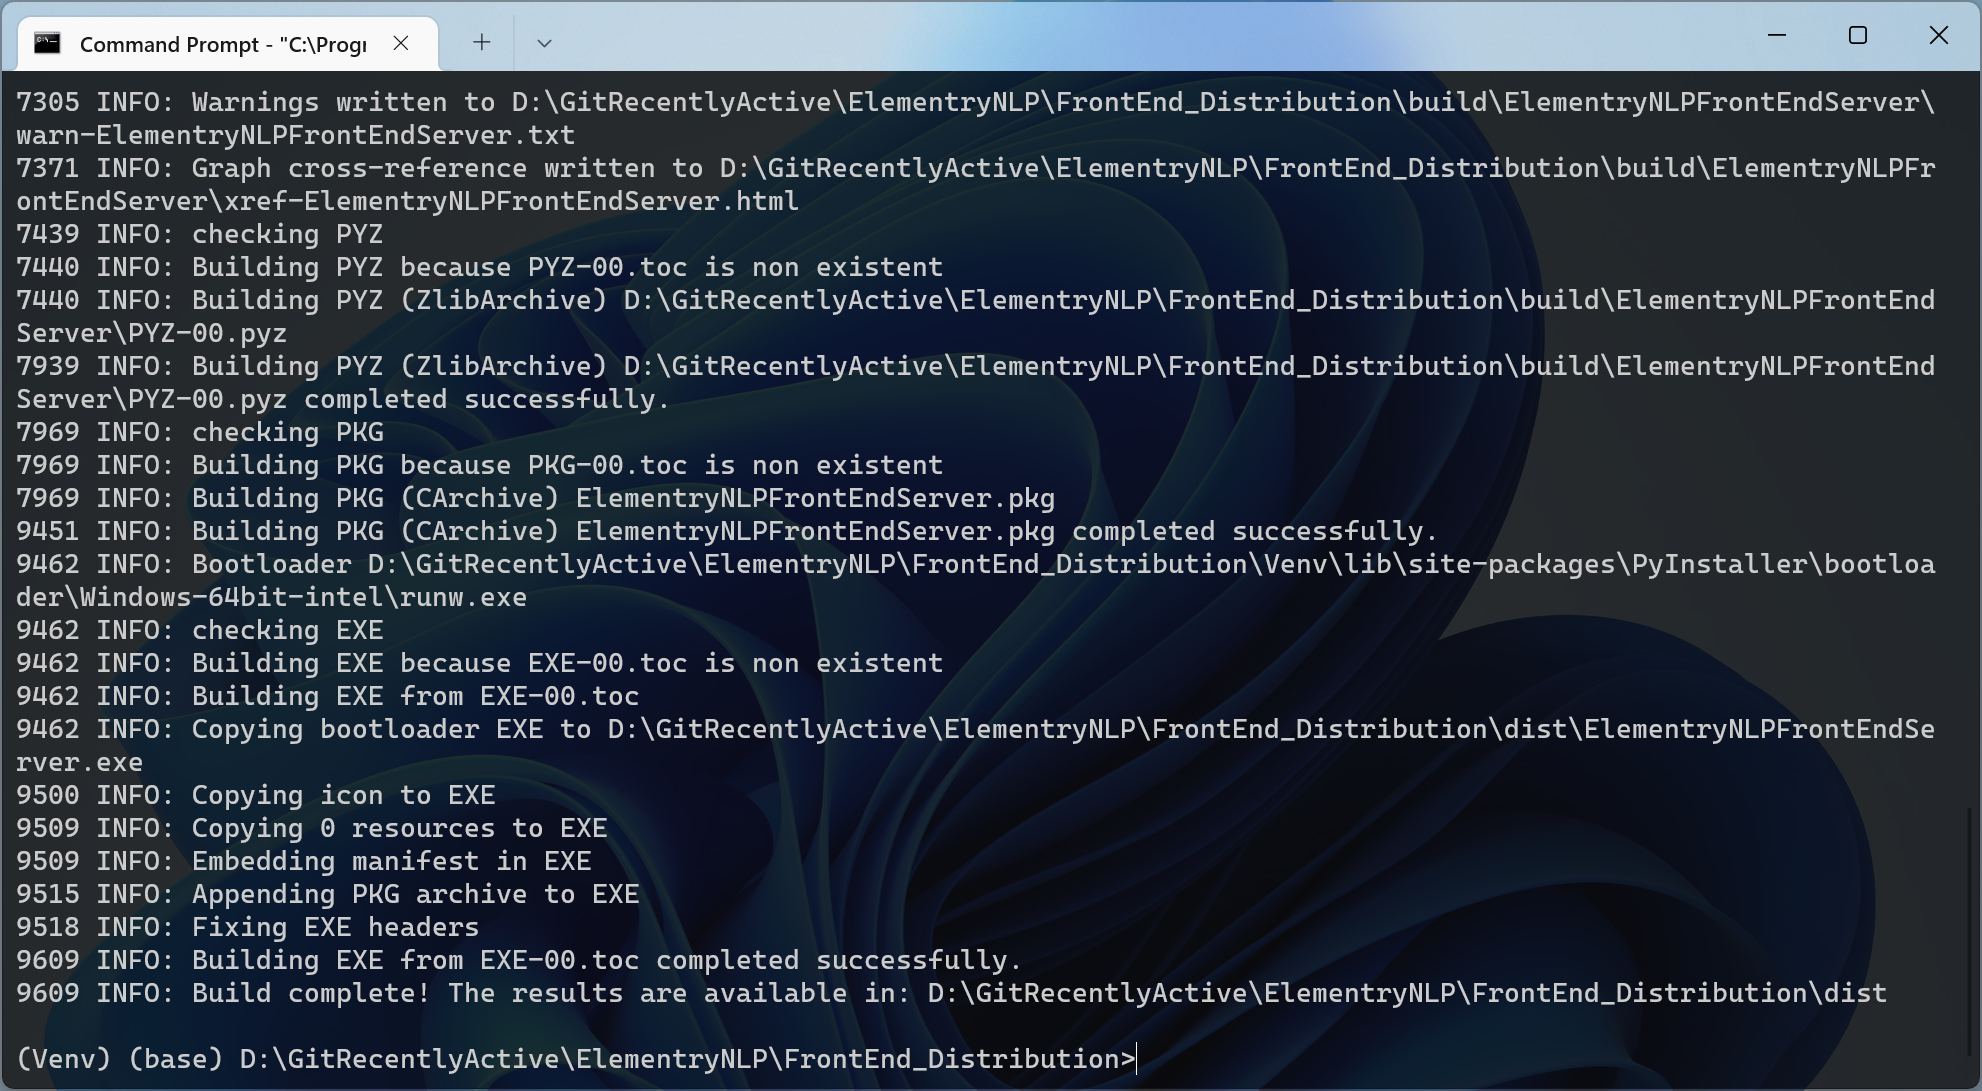 Command Prompt - "C:\Progr
7305 INFO: Warnings written to D:\GitRecentlyActive\ElementryNLP\FrontEnd_Distribution\build\ElementryNLPFrontEndServer\
warn-ElementryNLPFrontEndServer.txt
7371 INFO: Graph cross-reference written to D:\GitRecentlyActive\ElementryNLP\FrontEnd_Distribution\build\ElementryNLPFr
ontEndServer\xref-ElementryNLPFrontEndServer.html
7439 INFO: checking PYZ
7440 INFO: Building PYZ because PYZ-00.toc is non existent
7440 INFO: Building PYZ (ZlibArchive) D:\GitRecentlyActive\ElementryNLP\FrontEnd_Distribution\build\ElementryNLPFrontEnd
Server\PYZ-00.pyz
7939 INFO: Building PYZ (ZlibArchive) D:\GitRecentlyActive\ElementryNLP\FrontEnd_Distribution\build\ElementryNLPFrontEnd
Server\PYZ-00.pyz completed successfully.
7969 INFO: checking PKG
7969 INFO: Building PKG because PKG-00.toc is non existent
7969 INFO: Building PKG (CArchive) ElementryNLPFrontEndServer.pkg
9451 INFO: Building PKG (CArchive) ElementryNLPFrontEndServer.pkg completed successfully.
9462 INFO: Bootloader D:\GitRecentlyActive\ElementryNLP\FrontEnd_Distribution\Venv\lib\site-packages\PyInstaller\bootloa
der\Windows-64bit-intel\runw.exe
9462 INFO: checking EXE
9462 INFO: Building EXE because EXE-00.toc is non existent
9462 INFO: Building EXE from EXE-00.toc
9462 INFO: Copying bootloader EXE to D:\GitRecentlyActive\ElementryNLP\FrontEnd_Distribution\dist\ElementryNLPFrontEndSe
rver.exe
9500 INFO: Copying icon to EXE
9509 INFO: Copying 0 resources to EXE
9509 INFO: Embedding manifest in EXE
9515 INFO: Appending PKG archive to EXE
9518 INFO: Fixing EXE headers
9609 INFO: Building EXE from EXE-00.toc completed successfully.
9609 INFO: Build complete! The results are available in: D:\GitRecentlyActive\ElementryNLP\FrontEnd_Distribution\dist
(Venv) (base) D:\GitRecentlyActive\ElementryNLP\FrontEnd_Distribution>